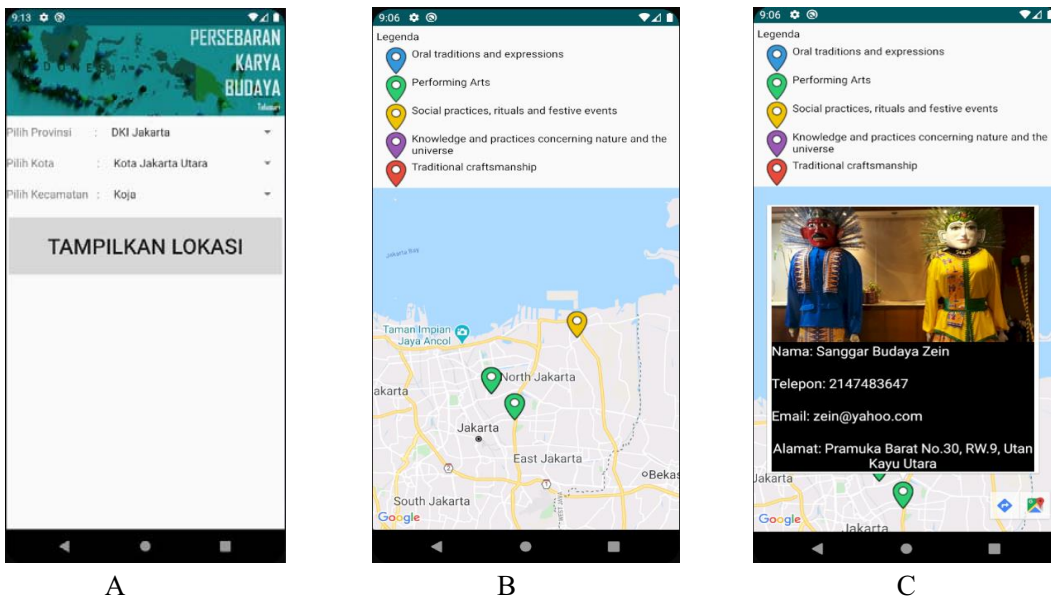 9:13
INDONESIA
PERSEBARAN
KARYA
BUDAYA
Telusuri
Pilih Provinsi : DKI Jakarta
Pilih Kota : Kota Jakarta Utara
Pilih Kecamatan : Koja
TAMPILKAN LOKASI
A
9:06
Legenda
Oral traditions and expressions
Performing Arts
Social practices, rituals and festive events
Knowledge and practices concerning nature and the
universe
Traditional craftsmanship
Jakarta Bay
Taman Impian
Jaya Ancol
North Jakarta
akarta
Jakarta
East Jakarta
Bekas
South Jakarta
Google
B
9:06
Legenda
Oral traditions and expressions
Performing Arts
Social practices, rituals and festive events
Knowledge and practices concerning nature and the
universe
Traditional craftsmanship
Nama: Sanggar Budaya Zein
Telepon: 2147483647
Email: zein@yahoo.com
Alamat: Pramuka Barat No.30, RW.9, Utan
Kayu Utara
Jakarta
Google
Jakarta
C